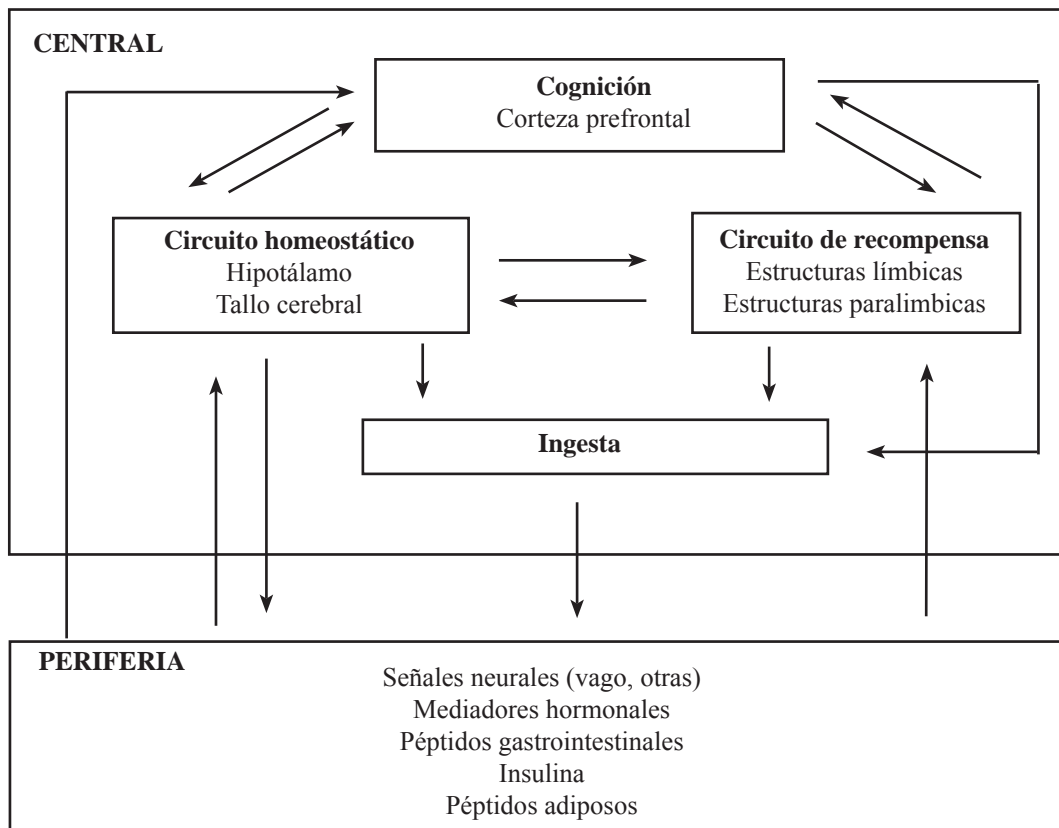 CENTRAL
Cognición
Corteza prefrontal
Circuito homeostático
Hipotálamo
Tallo cerebral
Circuito de recompensa
Estructuras límbicas
Estructuras paralimbicas
Ingesta
PERIFERIA
Señales neurales (vago, otras)
Mediadores hormonales
Péptidos gastrointestinales
Insulina
Péptidos adiposos